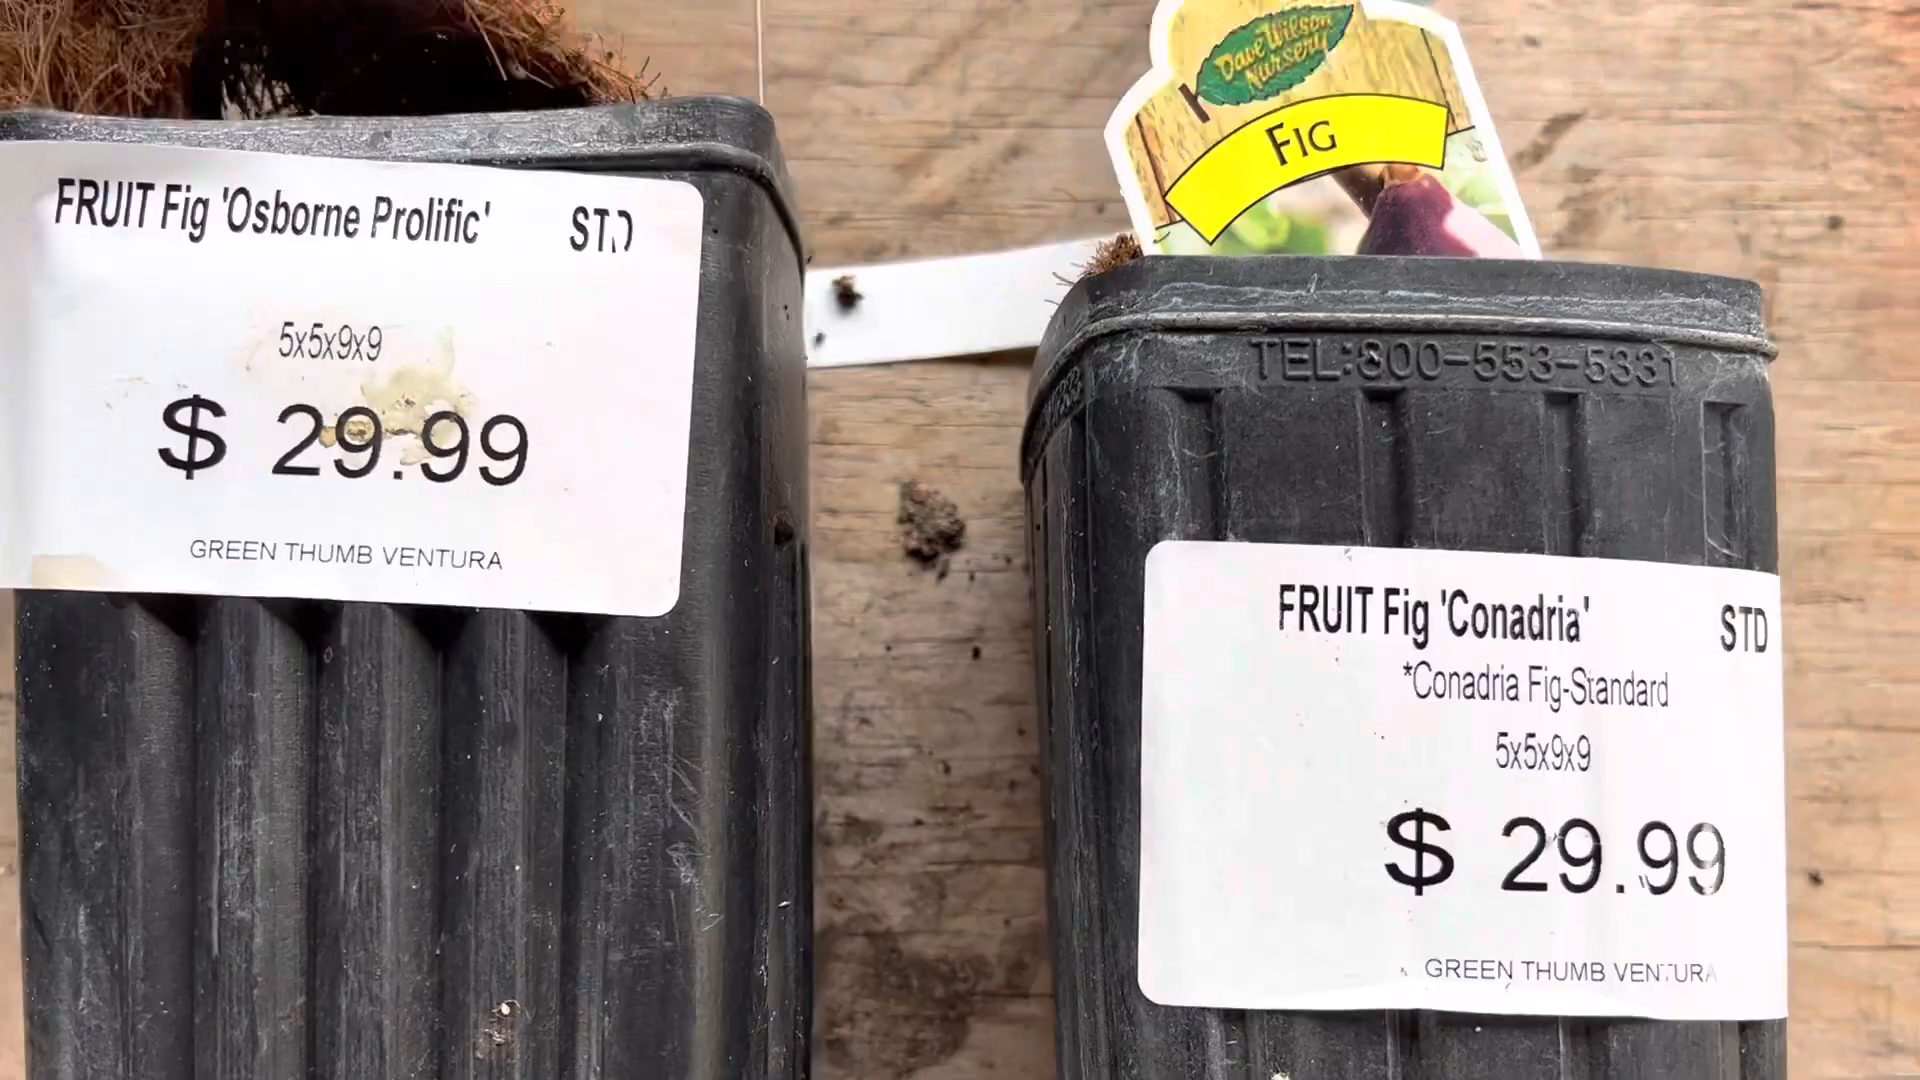 FRUIT Fig 'Osborne Prolific' STD
5x5x9x9
$ 29.99
GREEN THUMB VENTURA
Dave Wilson
Nursery
FIG
TEL:800-553-5331
FRUIT Fig 'Conadria' STD
*Conadria Fig-Standard
5x5x9x9
$ 29.99
GREEN THUMB VENTURA